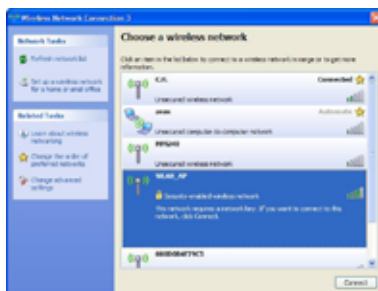 Wireless Network Connection 3
Network Tasks
Refresh network list
Set up a wireless network
for a home or small office
Related Tasks
Learn about wireless
networking
Change the order of
preferred networks
Change advanced
settings
Choose a wireless network
Click an item in the list below to connect to a wireless network in range or to get more
information.
Connected
Unsecured wireless network
Automatic
Unsecured computer-to-computer network
Unsecured wireless network
WLAN_AP
Security-enabled wireless network
This network requires a network key. If you want to connect to this
network, click Connect.
Connect